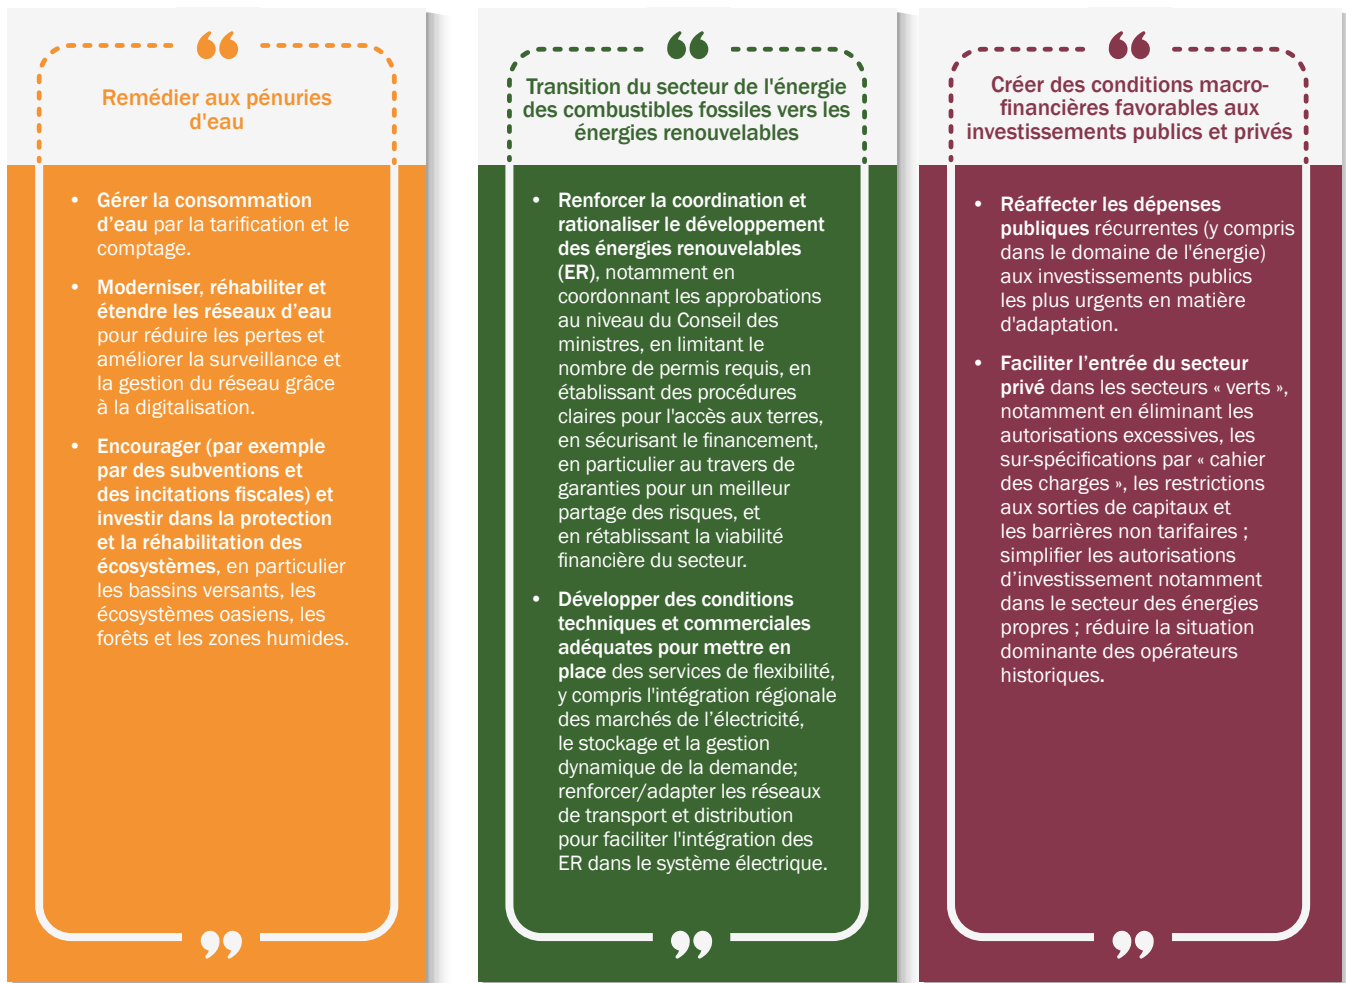 Remédier aux pénuries
d'eau
• Gérer la consommation
d’eau par la tarification et le
comptage.
• Moderniser, réhabiliter et
étendre les réseaux d’eau
pour réduire les pertes et
améliorer la surveillance et
la gestion du réseau grâce
à la digitalisation.
• Encourager (par exemple
par des subventions et
des incitations fiscales) et
investir dans la protection
et la réhabilitation des
écosystèmes, en particulier
les bassins versants, les
écosystèmes oasiens, les
forêts et les zones humides.
Transition du secteur de l'énergie
des combustibles fossiles vers les
énergies renouvelables
• Renforcer la coordination et
rationaliser le développement
des énergies renouvelables
(ER), notamment en
coordonnant les approbations
au niveau du Conseil des
ministres, en limitant le
nombre de permis requis, en
établissant des procédures
claires pour l'accès aux terres,
en sécurisant le financement,
en particulier au travers de
garanties pour un meilleur
partage des risques, et
en rétablissant la viabilité
financière du secteur.
• Développer des conditions
techniques et commerciales
adéquates pour mettre en
place des services de flexibilité,
y compris l'intégration régionale
des marchés de l’électricité,
le stockage et la gestion
dynamique de la demande;
renforcer/adapter les réseaux
de transport et distribution
pour faciliter l'intégration des
ER dans le système électrique.
Créer des conditions macro-
financières favorables aux
investissements publics et privés
• Réaffecter les dépenses
publiques récurrentes (y compris
dans le domaine de l'énergie)
aux investissements publics
les plus urgents en matière
d'adaptation.
• Faciliter l’entrée du secteur
privé dans les secteurs « verts »,
notamment en éliminant les
autorisations excessives, les
sur-spécifications par « cahier
des charges », les restrictions
aux sorties de capitaux et
les barrières non tarifaires ;
simplifier les autorisations
d’investissement notamment
dans le secteur des énergies
propres ; réduire la situation
dominante des opérateurs
historiques.